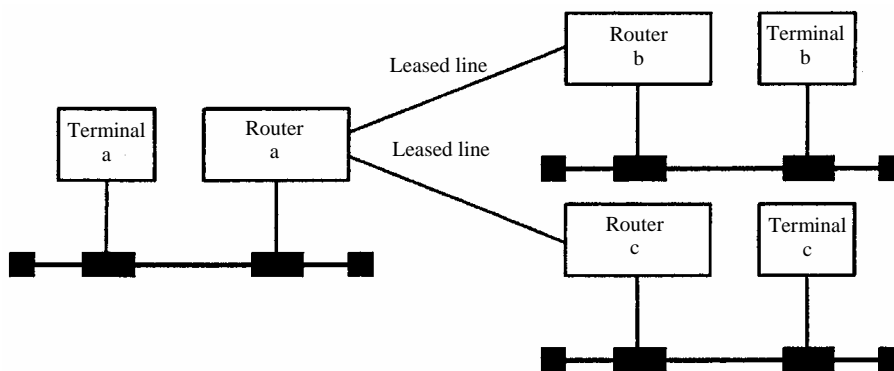 Terminal
a
Router
a
Leased line
Leased line
Router
b
Terminal
b
Router
c
Terminal
c